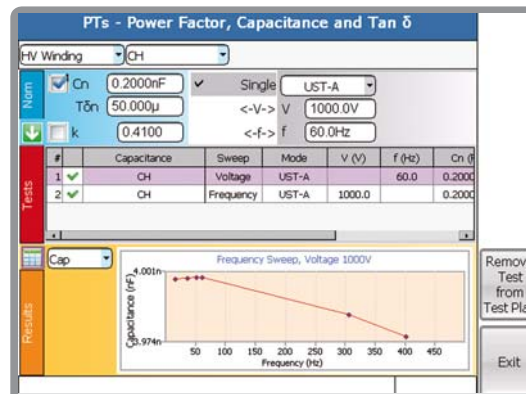 PTs - Power Factor, Capacitance and Tan δ
HV Winding CH
Nom
Cn 0.2000nF Single UST-A
Tδn 50.000µ <-V-> V 1000.0V
k 0.4100 <-f-> f 60.0Hz
Tests
# Capacitance Sweep Mode V (V) f (Hz) Cn (F
1 CH Voltage UST-A 60.0 0.2000
2 CH Frequency UST-A 1000.0 0.2000
Results
Cap
Frequency Sweep, Voltage 1000V
4.001n
Capacitance (nF)
3.974n
50 100 150 200 250 300 350 400 450
Frequency (Hz)
Remov
Test
from
Test Pla
Exit